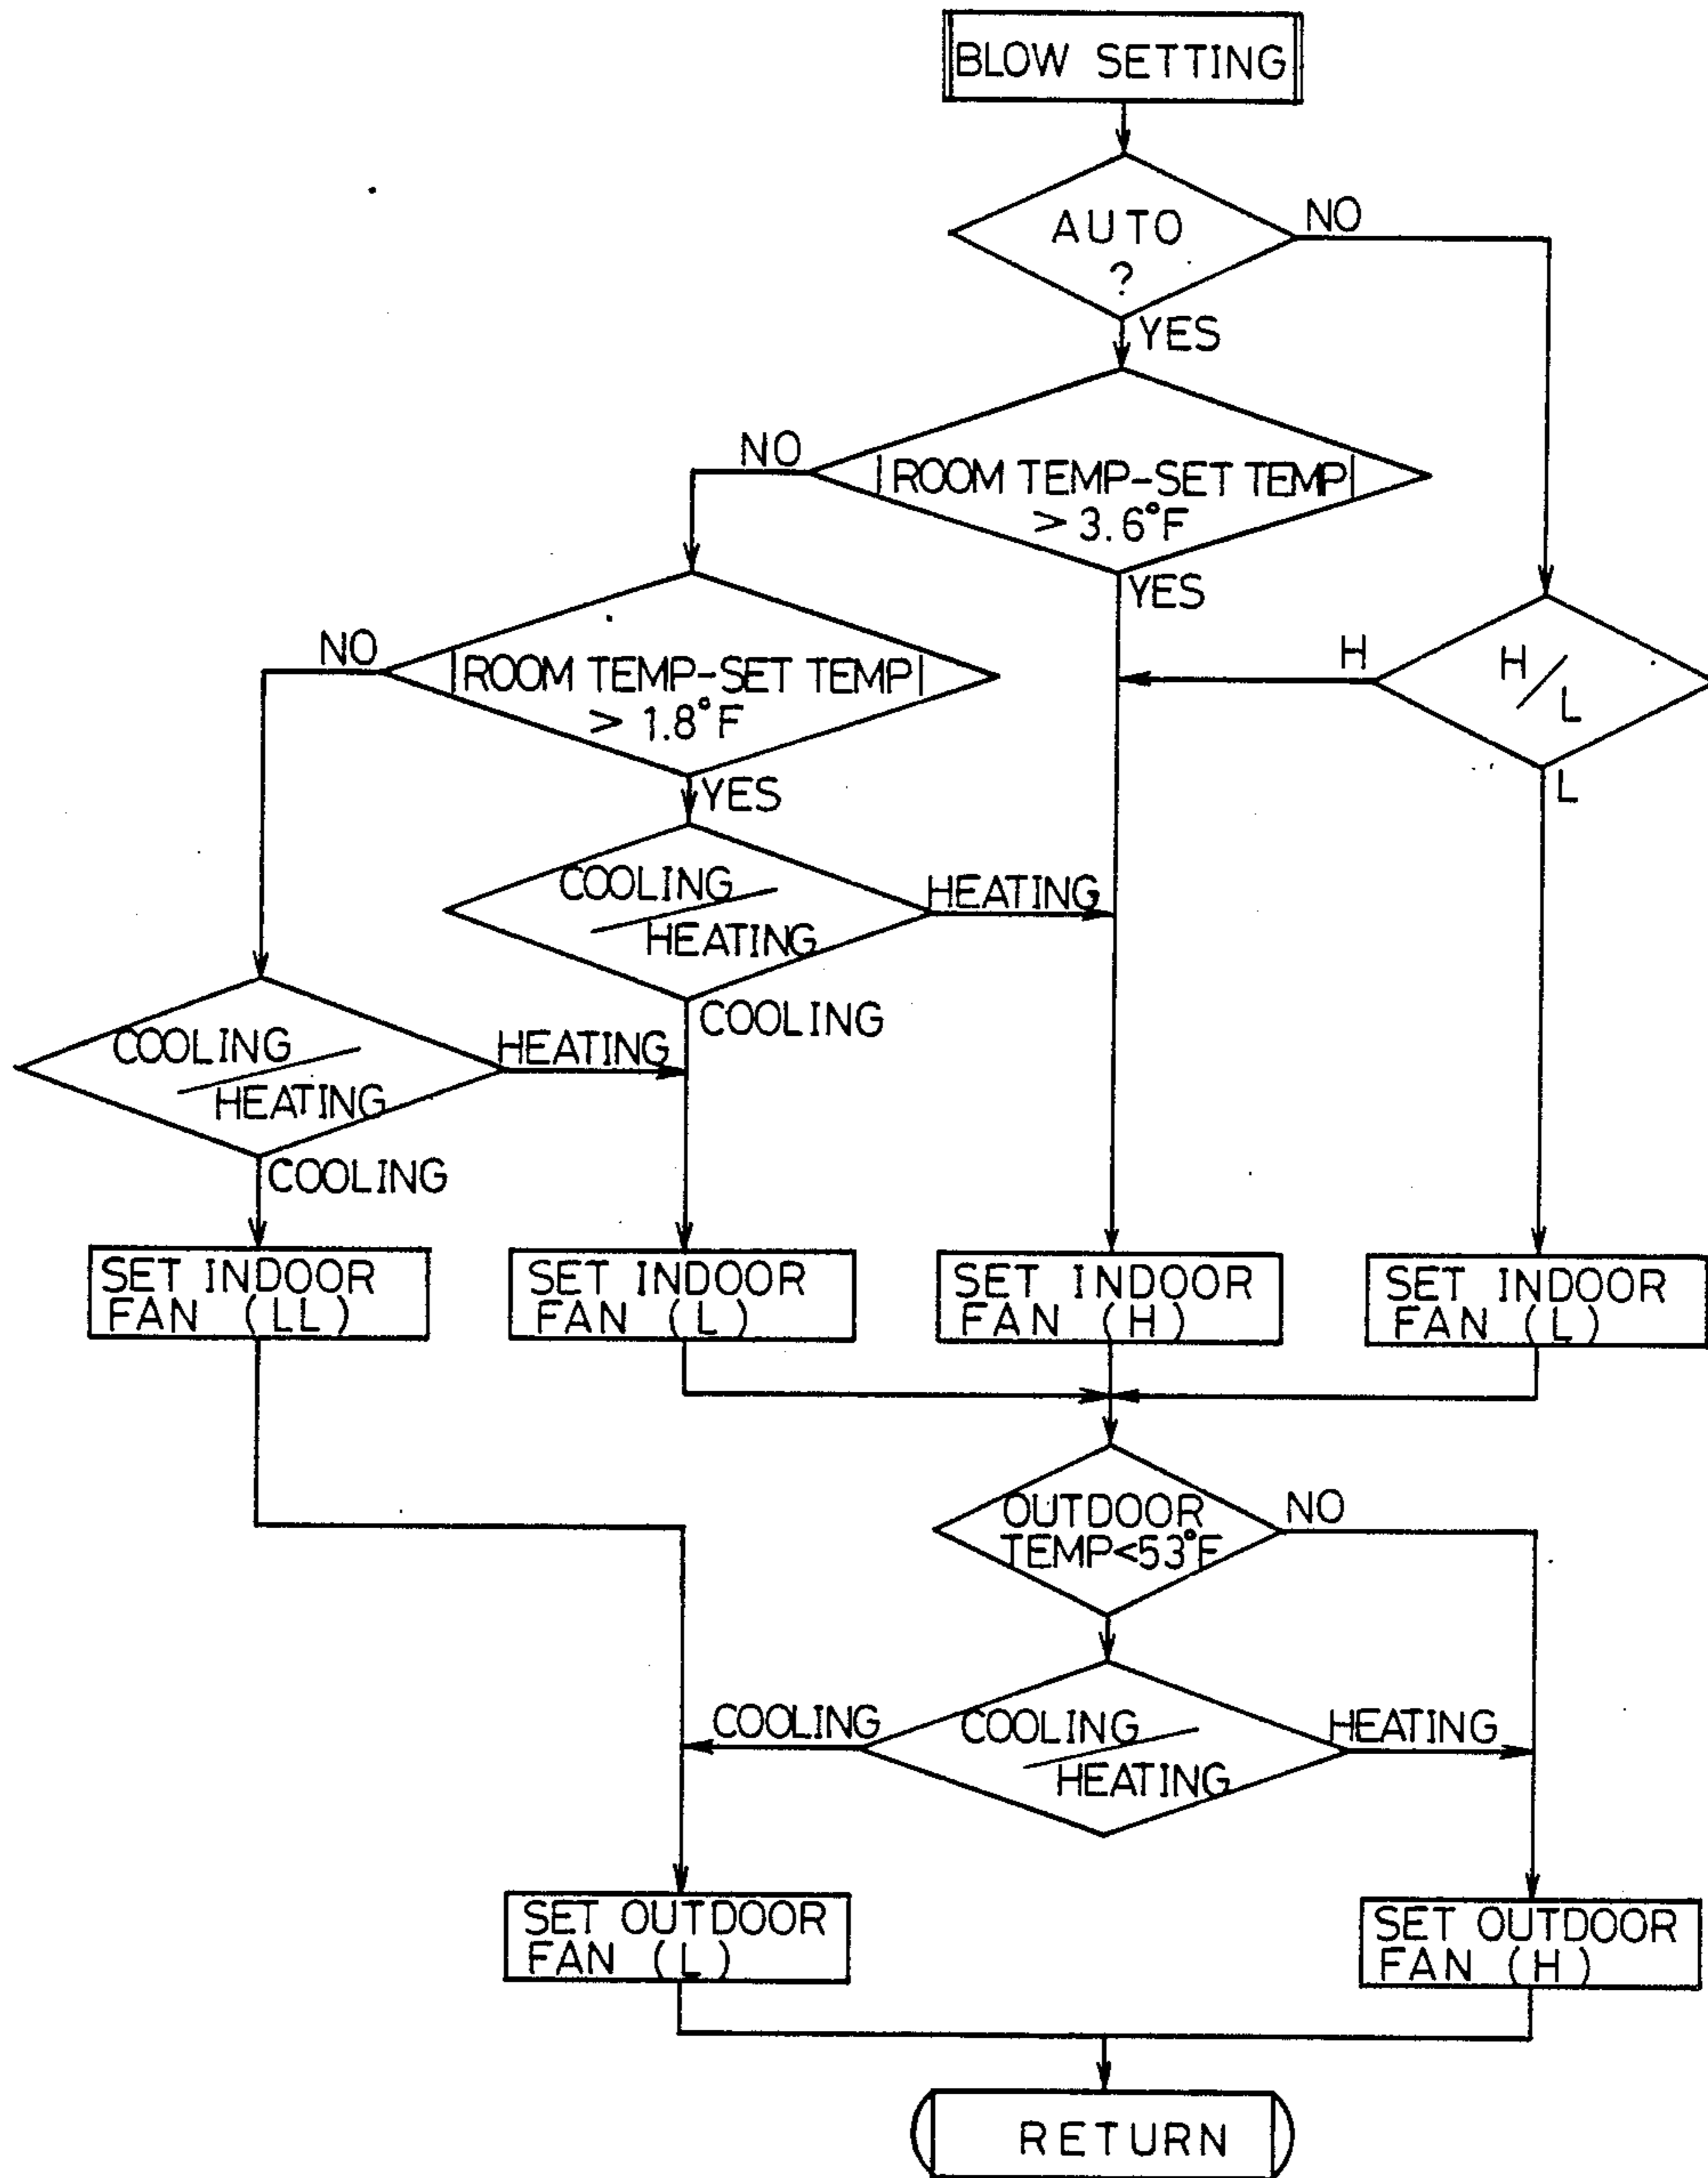 BLOW SETTING
AUTO
?
NO
YES
NO
|ROOM TEMP-SET TEMP|
> 3.6°F
YES
NO
|ROOM TEMP-SET TEMP|
> 1.8°F
H
H/L
YES
L
COOLING/HEATING
HEATING
COOLING
COOLING/HEATING
HEATING
COOLING
SET INDOOR
FAN (LL)
SET INDOOR
FAN (L)
SET INDOOR
FAN (H)
SET INDOOR
FAN (L)
OUTDOOR
TEMP<53°F
NO
COOLING
COOLING/HEATING
HEATING
SET OUTDOOR
FAN (L)
SET OUTDOOR
FAN (H)
RETURN